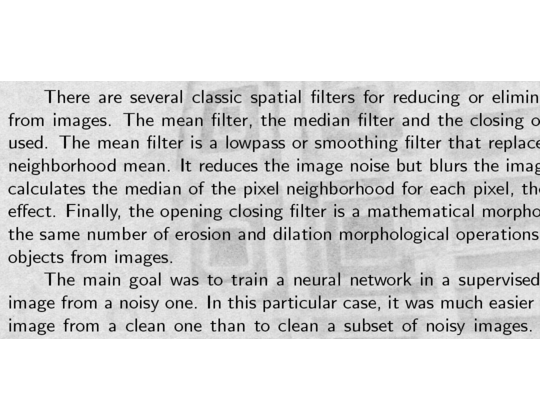 There are several classic spatial filters for reducing or elimin
from images. The mean filter, the median filter and the closing o
used. The mean filter is a lowpass or smoothing filter that replace
neighborhood mean. It reduces the image noise but blurs the imag
calculates the median of the pixel neighborhood for each pixel, th
effect. Finally, the opening closing filter is a mathematical morpho
the same number of erosion and dilation morphological operations
objects from images.
The main goal was to train a neural network in a supervised
image from a noisy one. In this particular case, it was much easier
image from a clean one than to clean a subset of noisy images.